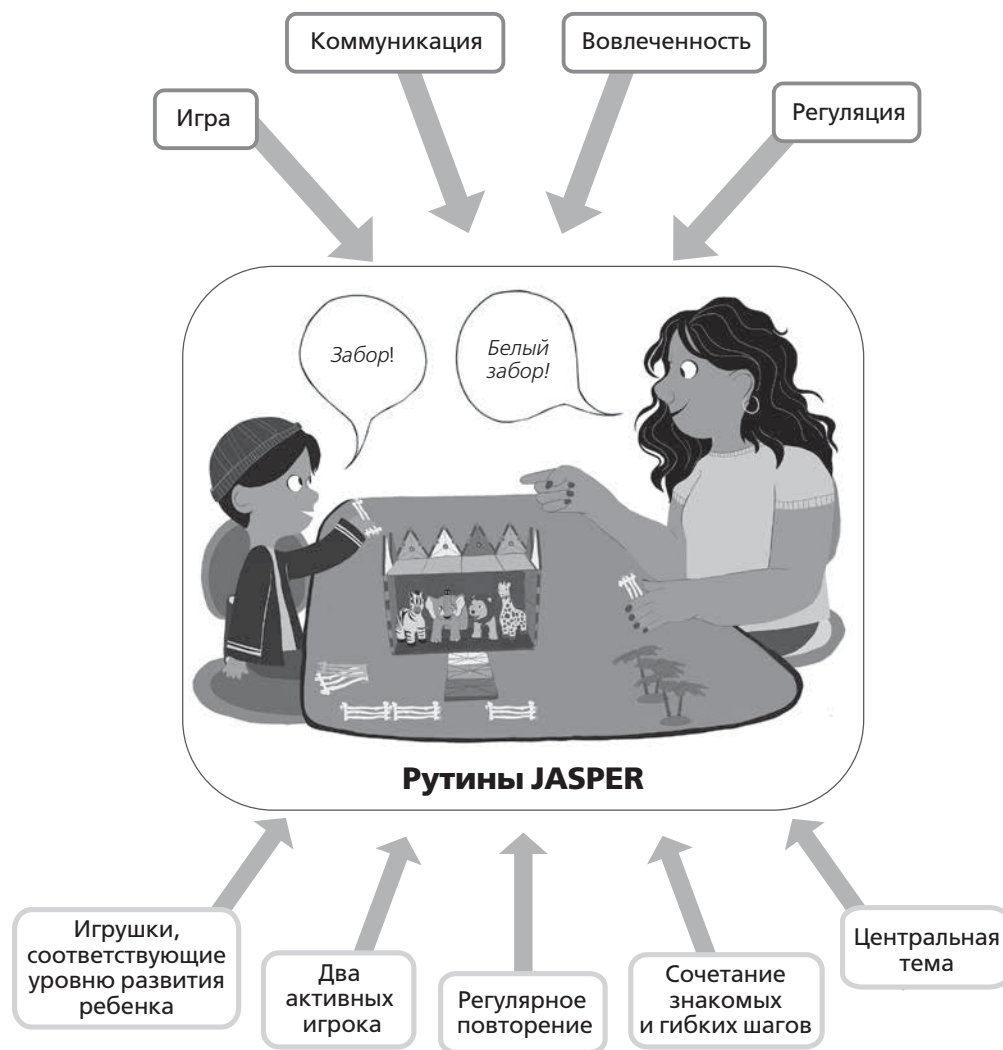 Коммуникация
Вовлеченность
Игра
Регуляция
Забор!
Белый
забор!
Рутины JASPER
Игрушки,
соответствующие
уровню развития
ребенка
Два
активных
игрока
Регулярное
повторение
Сочетание
знакомых
и гибких шагов
Центральная
тема